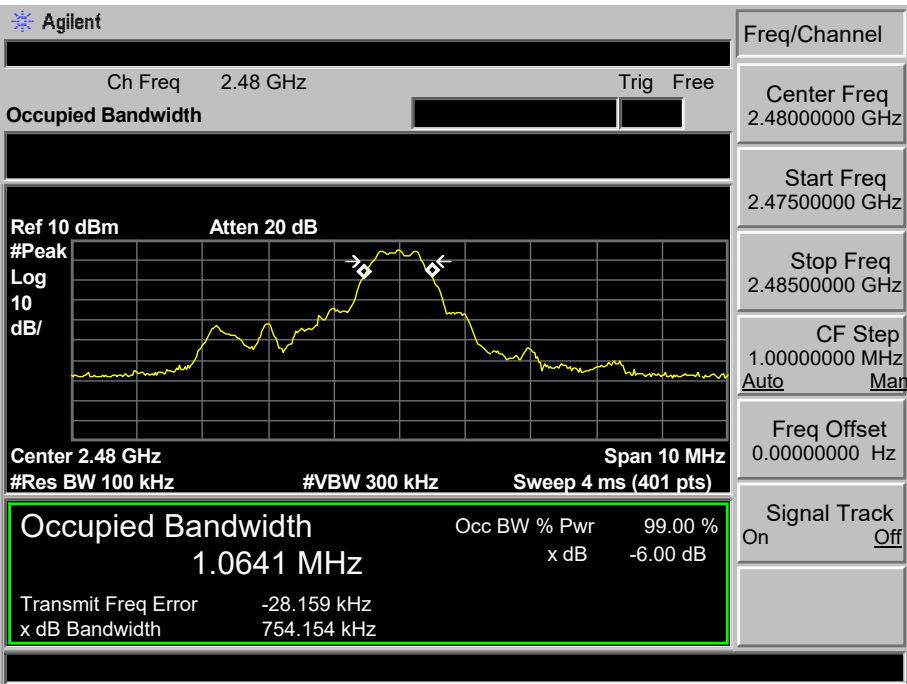 Agilent
Freq/Channel
Ch Freq 2.48 GHz Trig Free
Occupied Bandwidth
Center Freq
2.48000000 GHz
Start Freq
2.47500000 GHz
Ref 10 dBm Atten 20 dB
#Peak
Log
10
dB/
Stop Freq
2.48500000 GHz
CF Step
1.00000000 MHz
Auto Man
Freq Offset
0.00000000 Hz
Center 2.48 GHz Span 10 MHz
#Res BW 100 kHz #VBW 300 kHz Sweep 4 ms (401 pts)
Signal Track
On Off
Occupied Bandwidth
1.0641 MHz
Occ BW % Pwr 99.00 %
x dB -6.00 dB
Transmit Freq Error -28.159 kHz
x dB Bandwidth 754.154 kHz